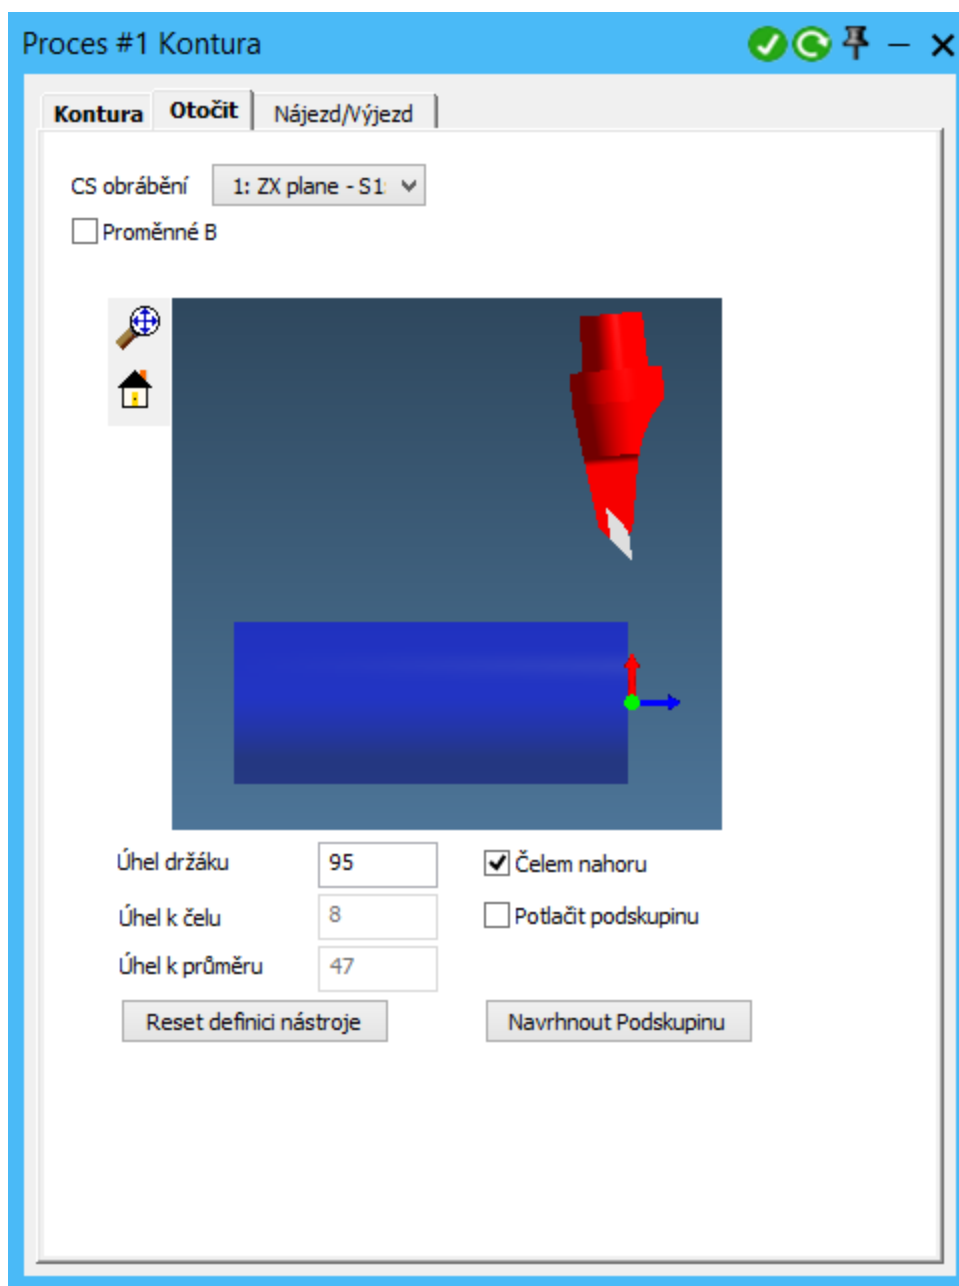 Proces #1 Kontura
Kontura Otočit Nájezd/Výjezd
CS obrábění 1: ZX plane - S1:
Proměnné B
Úhel držáku 95 Čelem nahoru
Úhel k čelu 8 Potlačit podskupinu
Úhel k průměru 47
Reset definici nástroje Navrhnout Podskupinu